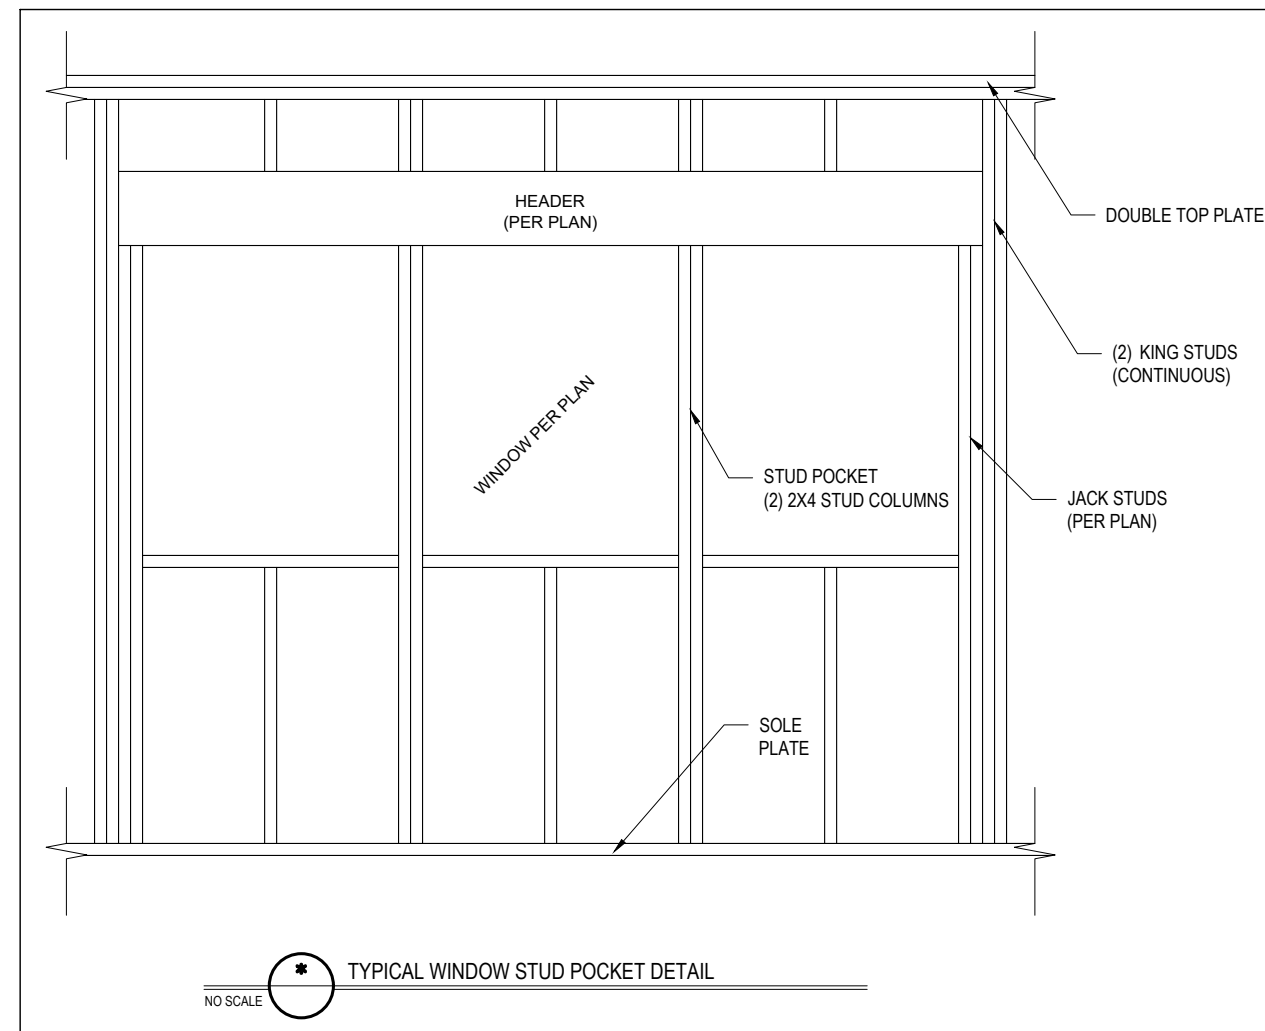 HEADER
(PER PLAN)
DOUBLE TOP PLATE
(2) KING STUDS
(CONTINUOUS)
WINDOW PER PLAN
STUD POCKET
(2) 2X4 STUD COLUMNS
JACK STUDS
(PER PLAN)
SOLE
PLATE
*
TYPICAL WINDOW STUD POCKET DETAIL
NO SCALE